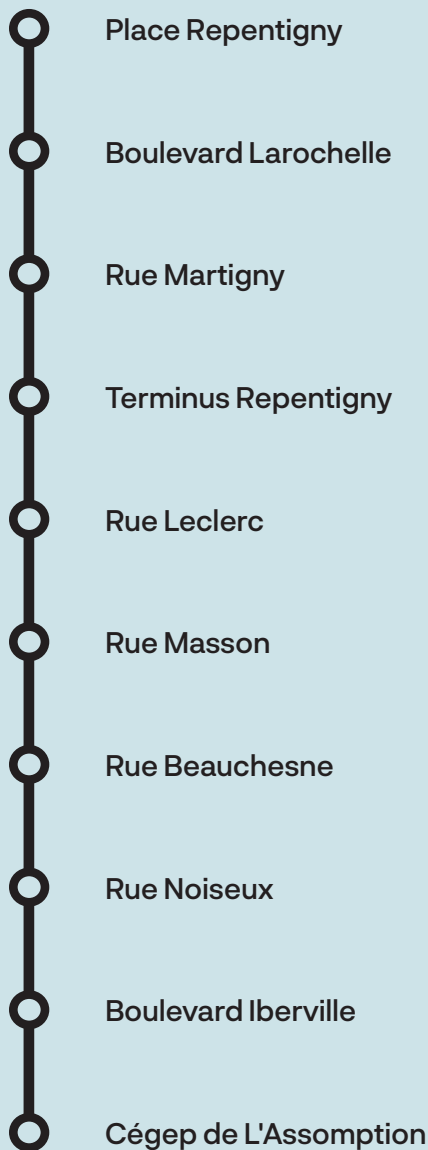 Place Repentigny
Boulevard Larochelle
Rue Martigny
Terminus Repentigny
Rue Leclerc
Rue Masson
Rue Beauchesne
Rue Noiseux
Boulevard Iberville
Cégep de L'Assomption